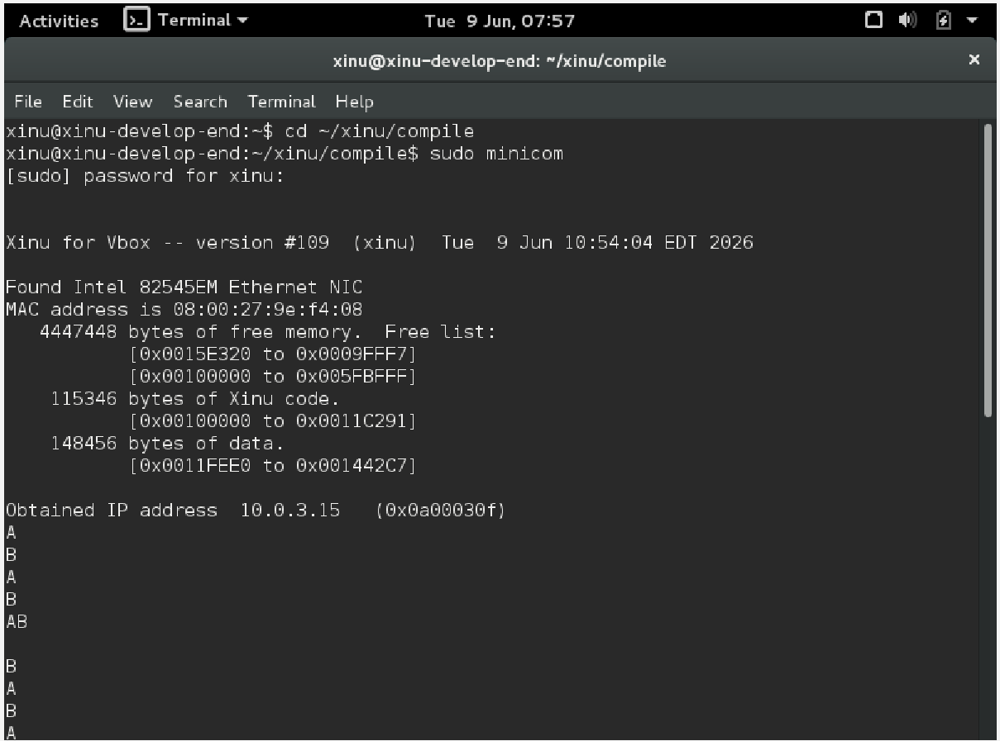 Activities Terminal Tue 9 Jun, 07:57
xinu@xinu-develop-end: ~/xinu/compile ×
File Edit View Search Terminal Help
xinu@xinu-develop-end:~$ cd ~/xinu/compile
xinu@xinu-develop-end:~/xinu/compile$ sudo minicom
[sudo] password for xinu:
Xinu for Vbox -- version #109  (xinu)  Tue  9 Jun 10:54:04 EDT 2026
Found Intel 82545EM Ethernet NIC
MAC address is 08:00:27:9e:f4:08
   4447448 bytes of free memory.  Free list:
           [0x0015E320 to 0x0009FFF7]
           [0x00100000 to 0x005FBFFF]
    115346 bytes of Xinu code.
           [0x00100000 to 0x0011C291]
    148456 bytes of data.
           [0x0011FEE0 to 0x001442C7]
Obtained IP address  10.0.3.15   (0x0a00030f)
A
B
A
B
AB
B
A
B
A